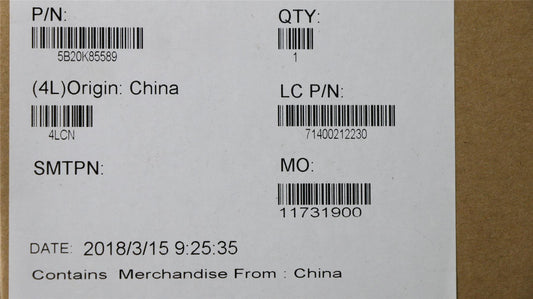 P/N:
QTY:
5B20K85589
1
(4L)Origin: China
LC P/N:
4LCN
71400212230
SMTPN:
MO:
11731900
DATE: 2018/3/15 9:25:35
Contains Merchandise From : China